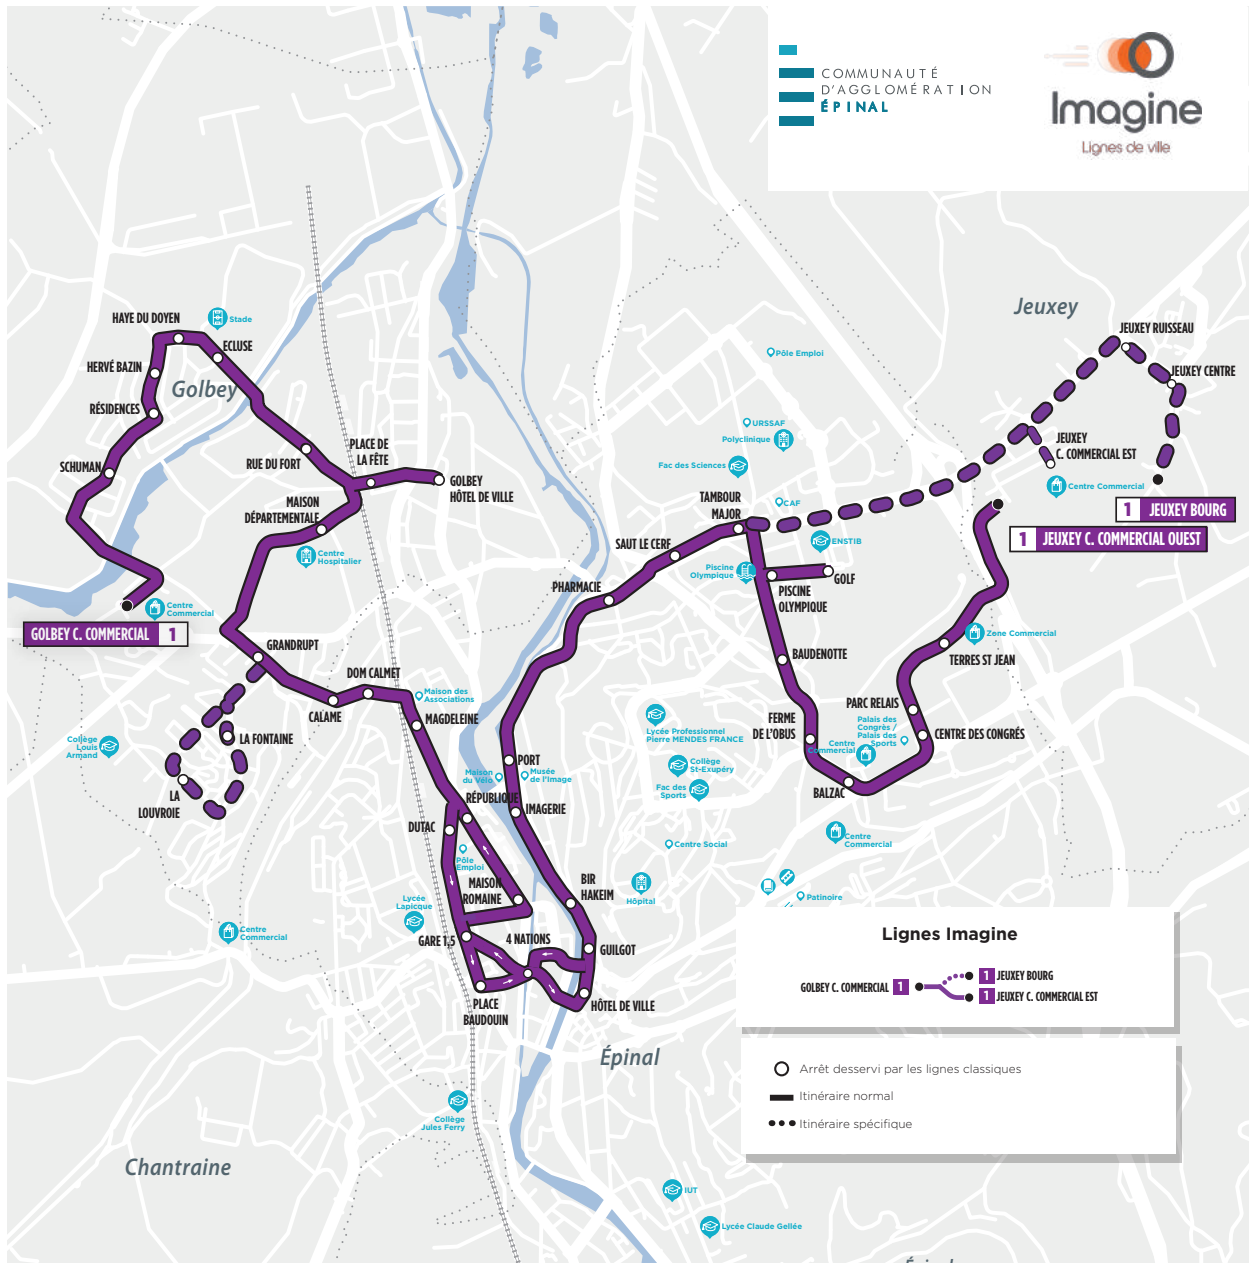 COMMUNAUTÉ
D'AGGLOMÉRATION
ÉPINAL
Imagine
Lignes de ville
Jeuxey
HAYE DU DOYEN
Stade
ECLUSE
HERVÉ BAZIN
Golbey
RÉSIDENCES
SCHUMAN
RUE DU FORT
PLACE DE
LA FÊTE
GOLBEY
HÔTEL DE VILLE
MAISON
DÉPARTEMENTALE
Centre
Hospitalier
Centre
Commercial
GOLBEY C. COMMERCIAL 1
GRANDRUPT
DOM CALMET
CALAME
Maison des
Associations
MAGDELEINE
LA FONTAINE
Collège
Louis
Armand
LA
LOUVROIE
Pôle Emploi
URSSAF
Polyclinique
Fac des Sciences
CAF
TAMBOUR
MAJOR
ENSTIB
SAUT LE CERF
Piscine
Olympique
PHARMACIE
PISCINE
OLYMPIQUE
GOLF
BAUDENOTTE
JEUXEY RUISSEAU
JEUXEY CENTRE
JEUXEY
C. COMMERCIAL EST
Centre Commercial
1 JEUXEY BOURG
1 JEUXEY C. COMMERCIAL OUEST
Zone Commercial
TERRES ST JEAN
PARC RELAIS
FERME
DE L'OBUS
Palais des
Congrès /
Palais des
Sports
Centre
Commercial
CENTRE DES CONGRÉS
BALZAC
Lycée Professionnel
Pierre MENDES FRANCE
Collège
St-Exupéry
Fac des
Sports
PORT
Maison
du Vélo
Musée
de l'Image
RÉPUBLIQUE
IMAGERIE
DUTAC
Pôle
Emploi
MAISON
ROMAINE
BIR
HAKEIM
Centre Social
Hôpital
Centre
Commercial
Patinoire
Lycée
Lapicque
GARE 1.5
4 NATIONS
GUILGOT
Centre
Commercial
PLACE
BAUDOUIN
HÔTEL DE VILLE
Épinal
Collège
Jules Ferry
Chantraine
IUT
Lycée Claude Gellée
Lignes Imagine
GOLBEY C. COMMERCIAL 1
1 JEUXEY BOURG
1 JEUXEY C. COMMERCIAL EST
Arrêt desservi par les lignes classiques
Itinéraire normal
Itinéraire spécifique